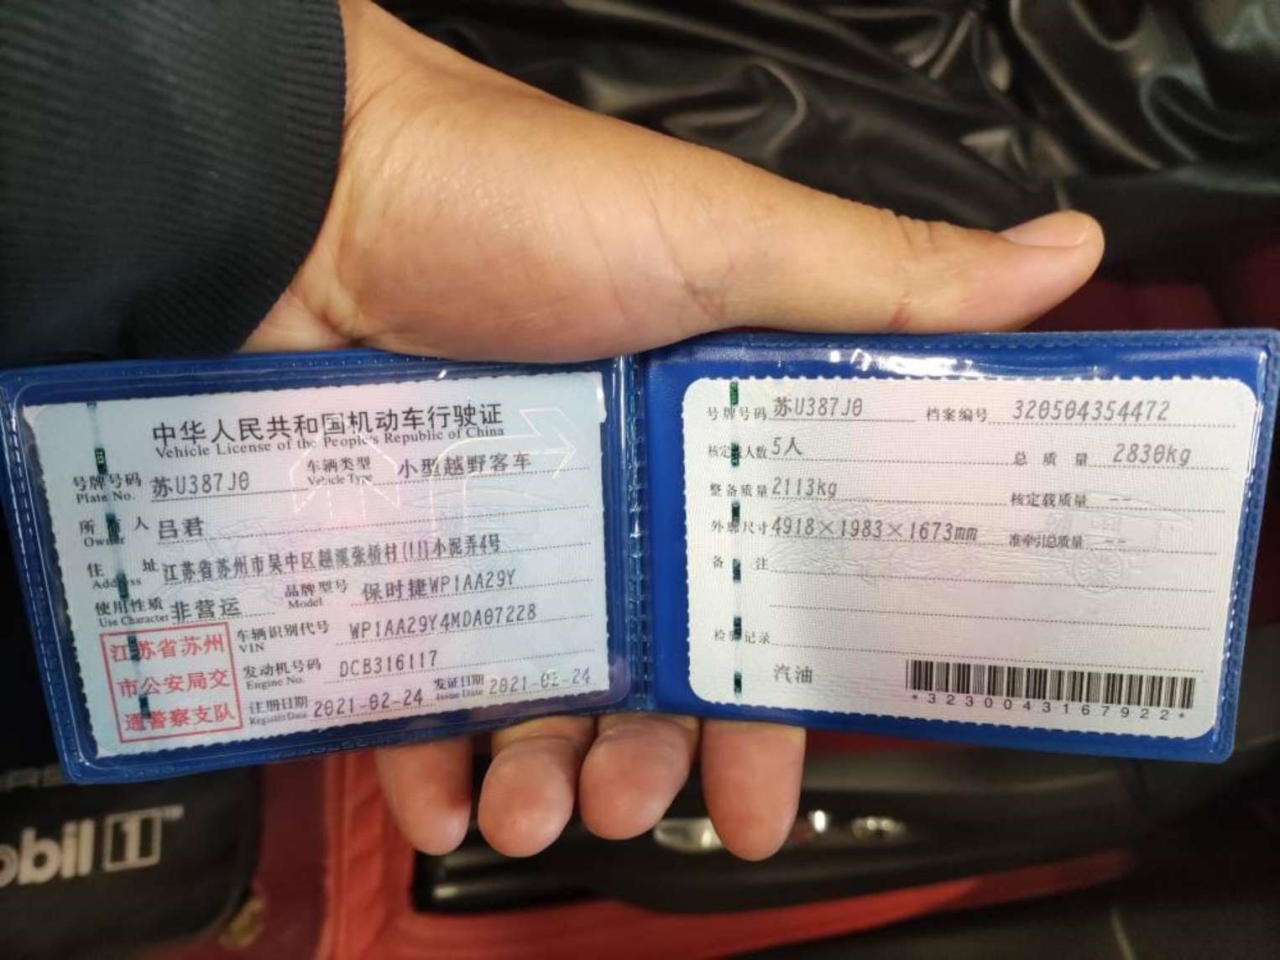 中华人民共和国机动车行驶证
Vehicle License of the People's Republic of China
号牌号码 苏U387J0 车辆类型 小型越野客车
Plate No. Vehicle Type
所有人 吕君
Owner
住址 江苏省苏州市吴中区越溪张桥村(11)小泥弄4号
Address
使用性质 非营运 品牌型号 保时捷WP1AA29Y
Use Character Model
江苏省苏州
市公安局交
通警察支队
车辆识别代号 WP1AA29Y4MDA07228
VIN
发动机号码 DCB316117
Engine No.
注册日期 2021-02-24 发证日期 2021-02-24
Register Date Issue Date
号牌号码 苏U387J0 档案编号 320504354472
核定载人数 5人 总质量 2830kg
整备质量 2113kg 核定载质量 --
外廓尺寸 4918×1983×1673mm 准牵引总质量 --
备注
检验记录
汽油
*3230043167922*
obil 1™